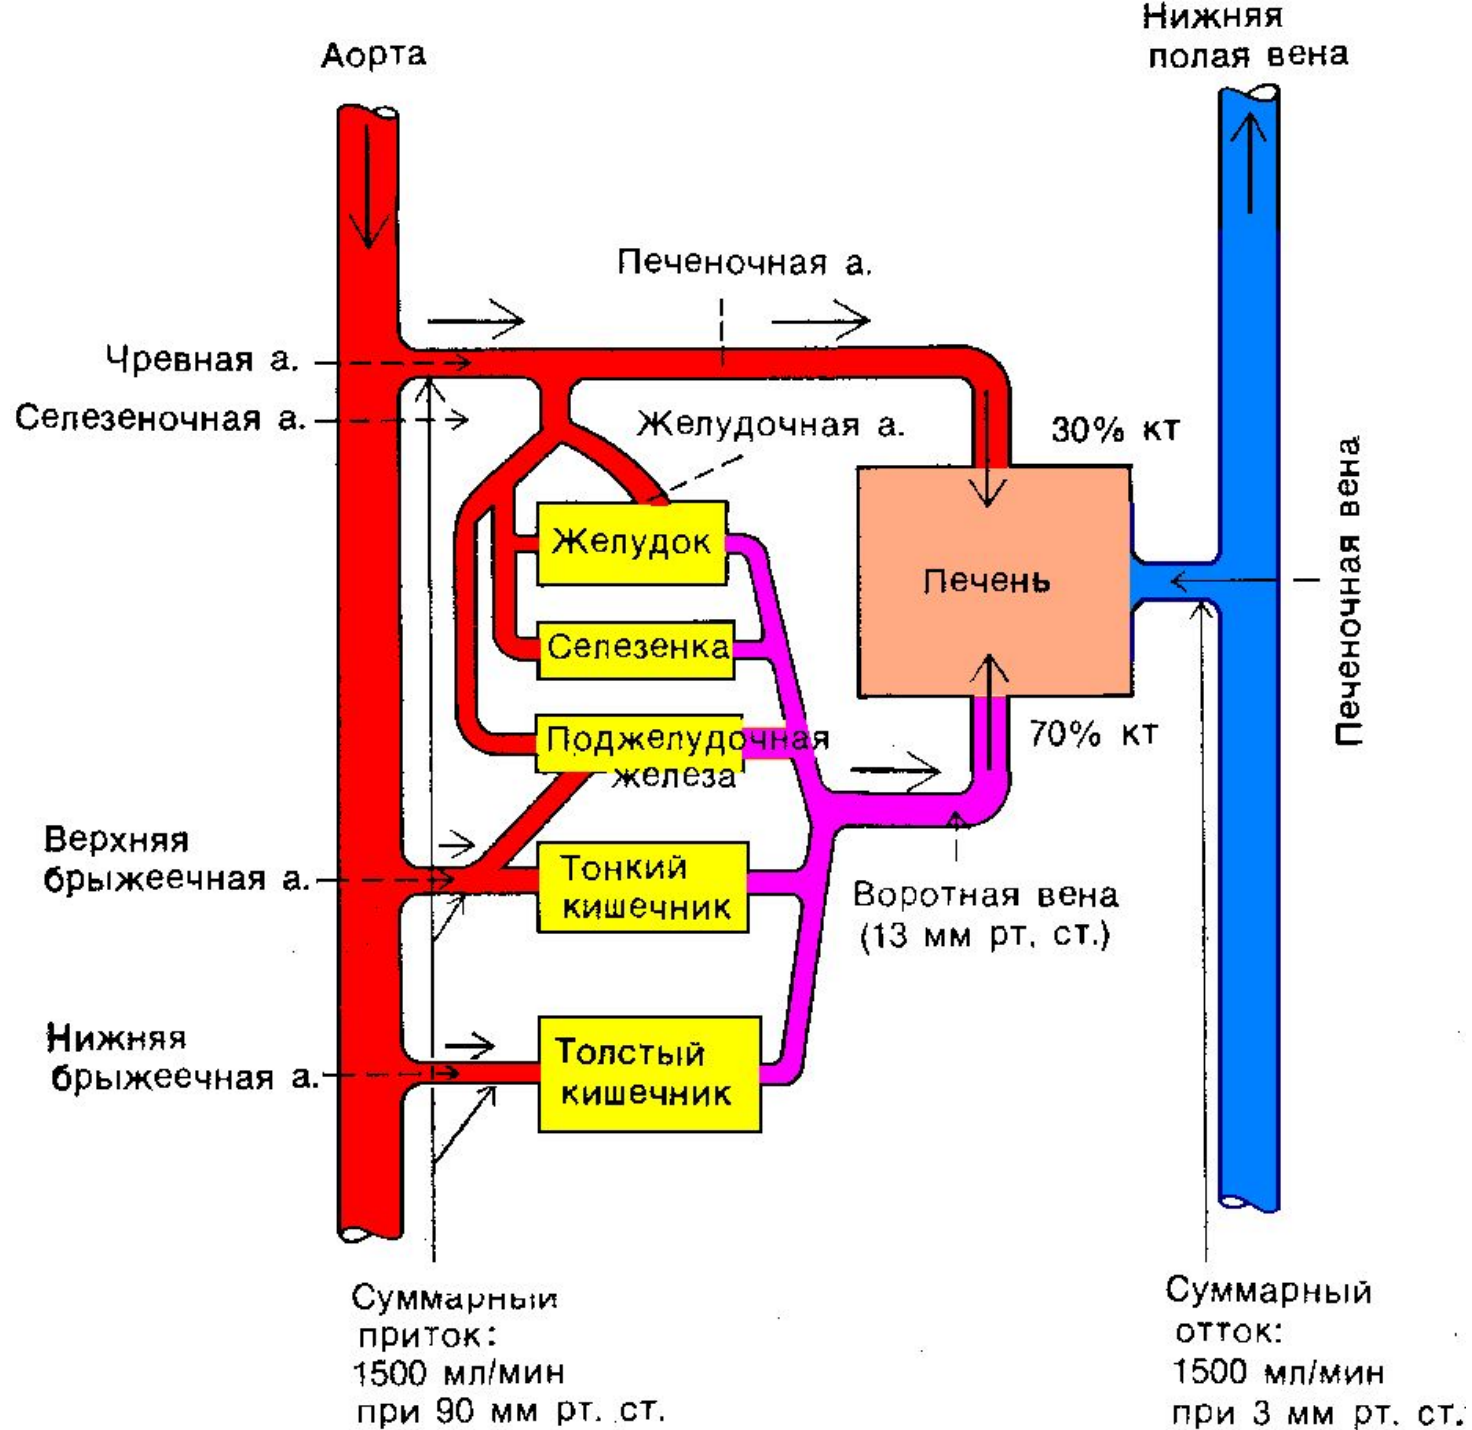 Аорта
Нижняя
полая вена
Печеночная а.
Чревная а.
Селезеночная а.
Желудочная а.
30% кт
Печеночная вена
Желудок
Печень
Селезенка
Поджелудочная
железа
70% кт
Верхняя
брыжеечная а.
Тонкий
кишечник
Воротная вена
(13 мм рт. ст.)
Нижняя
брыжеечная а.
Толстый
кишечник
Суммарный
приток:
1500 мл/мин
при 90 мм рт. ст.
Суммарный
отток:
1500 мл/мин
при 3 мм рт. ст.